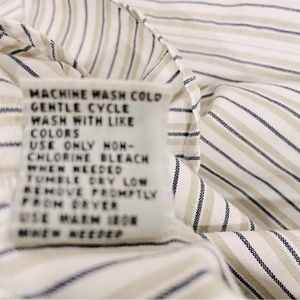 MACHINE WASH COLD
GENTLE CYCLE
WASH WITH LIKE
COLORS
USE ONLY NON-
CHLORINE BLEACH
WHEN NEEDED
TUMBLE DRY LOW
REMOVE PROMPTLY
FROM DRYER
USE WARM IRON
WHEN NEEDED